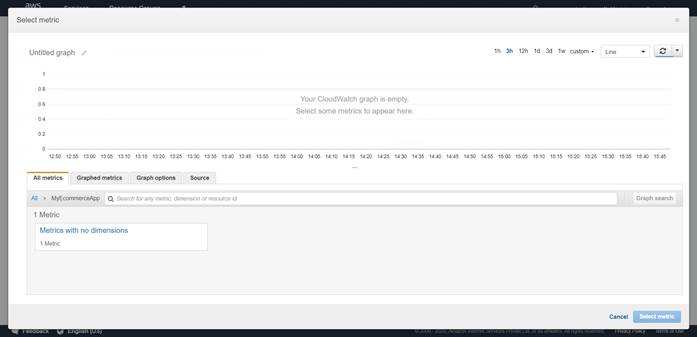 aws
Services
Resource Groups
Select metric
×
Untitled graph
1h 3h 12h 1d 3d 1w custom
Line
1
0.8
0.6
0.4
0.2
0
Your CloudWatch graph is empty.
Select some metrics to appear here.
12:50 12:55 13:00 13:05 13:10 13:15 13:20 13:25 13:30 13:35 13:40 13:45 13:50 13:55 14:00 14:05 14:10 14:15 14:20 14:25 14:30 14:35 14:40 14:45 14:50 14:55 15:00 15:05 15:10 15:15 15:20 15:25 15:30 15:35 15:40 15:45
All metrics Graphed metrics Graph options Source
All > MyEcommerceApp Search for any metric, dimension or resource id Graph search
1 Metric
Metrics with no dimensions
1 Metric
Cancel Select metric
Feedback English (US) Privacy Policy Terms of Use